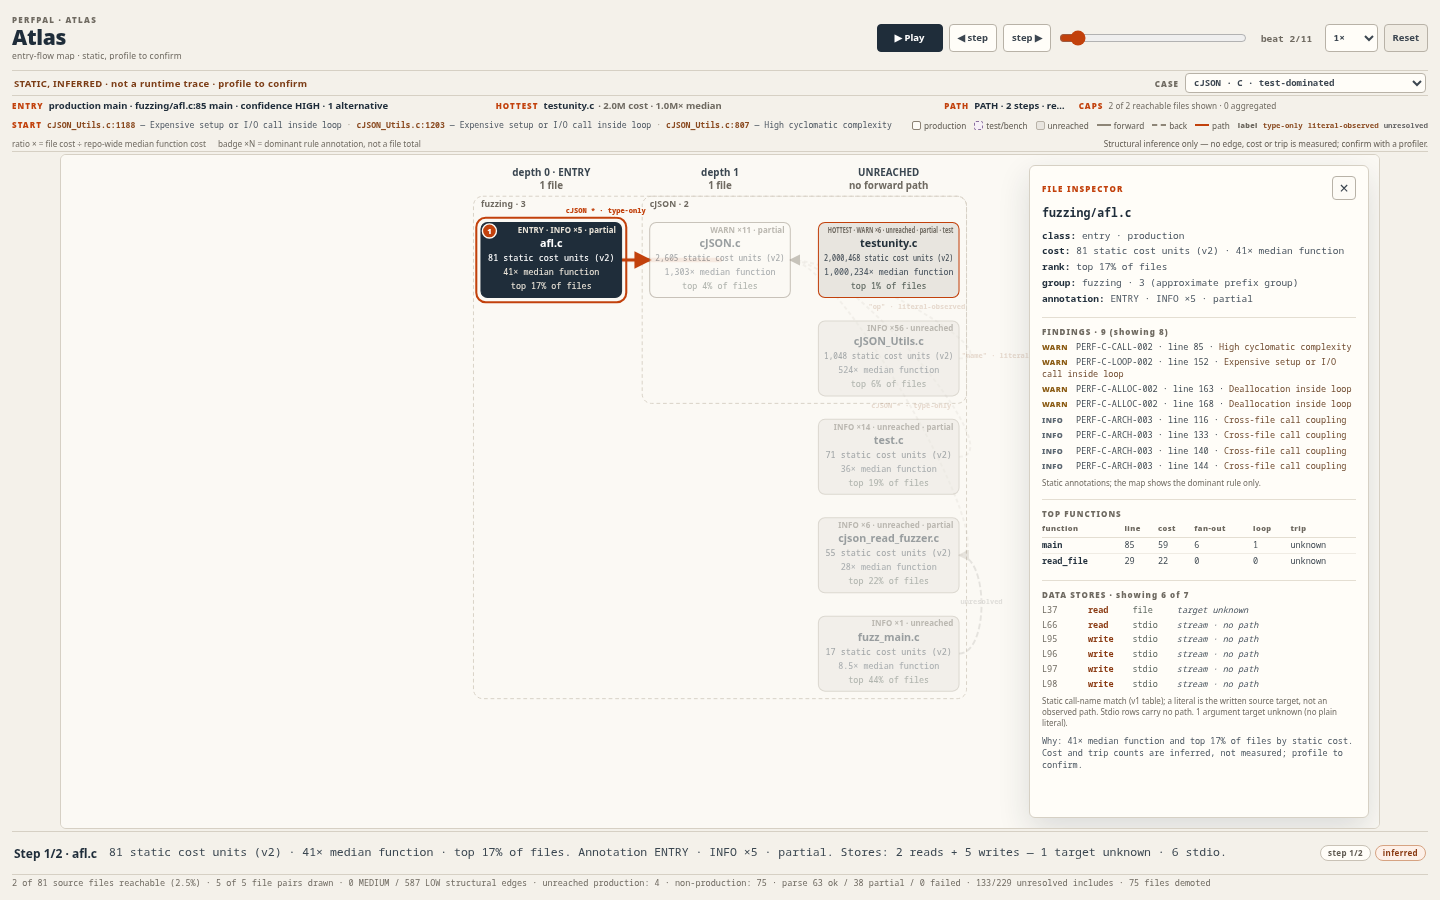 PERFPAL · ATLAS
Atlas
entry-flow map · static, profile to confirm
▶ Play
◀ step
step ▶
beat 2/11
1×
Reset
STATIC, INFERRED · not a runtime trace · profile to confirm
CASE
cJSON · C · test-dominated
ENTRY production main · fuzzing/afl.c:85 main · confidence HIGH · 1 alternative
HOTTEST testunity.c · 2.0M cost · 1.0M× median
PATH PATH · 2 steps · re...
CAPS 2 of 2 reachable files shown · 0 aggregated
START cJSON_Utils.c:1188 — Expensive setup or I/O call inside loop · cJSON_Utils.c:1203 — Expensive setup or I/O call inside loop · cJSON_Utils.c:807 — High cyclomatic complexity
production test/bench unreached forward back path label type-only literal-observed unresolved
ratio × = file cost ÷ repo-wide median function cost badge ×N = dominant rule annotation, not a file total
Structural inference only — no edge, cost or trip is measured; confirm with a profiler.
depth 0 · ENTRY
1 file
depth 1
1 file
UNREACHED
no forward path
fuzzing · 3
cJSON * · type-only
cJSON · 2
1
ENTRY · INFO ×5 · partial
afl.c
81 static cost units (v2)
41× median function
top 17% of files
WARN ×11 · partial
cJSON.c
2,605 static cost units (v2)
1,303× median function
top 4% of files
HOTTEST · WARN ×6 · unreached · partial · test
testunity.c
2,000,468 static cost units (v2)
1,000,234× median function
top 1% of files
"op" · literal-observed
INFO ×56 · unreached
cJSON_Utils.c
1,048 static cost units (v2)
524× median function
top 6% of files
cJSON * · type-only
INFO ×14 · unreached · partial
test.c
71 static cost units (v2)
36× median function
top 19% of files
INFO ×6 · unreached · partial
cjson_read_fuzzer.c
55 static cost units (v2)
28× median function
top 22% of files
unresolved
INFO ×1 · unreached
fuzz_main.c
17 static cost units (v2)
8.5× median function
top 44% of files
FILE INSPECTOR
✕
fuzzing/afl.c
class: entry · production
cost: 81 static cost units (v2) · 41× median function
rank: top 17% of files
group: fuzzing · 3 (approximate prefix group)
annotation: ENTRY · INFO ×5 · partial
FINDINGS · 9 (showing 8)
WARN PERF-C-CALL-002 · line 85 · High cyclomatic complexity
WARN PERF-C-LOOP-002 · line 152 · Expensive setup or I/O
call inside loop
WARN PERF-C-ALLOC-002 · line 163 · Deallocation inside loop
WARN PERF-C-ALLOC-002 · line 168 · Deallocation inside loop
INFO PERF-C-ARCH-003 · line 116 · Cross-file call coupling
INFO PERF-C-ARCH-003 · line 133 · Cross-file call coupling
INFO PERF-C-ARCH-003 · line 140 · Cross-file call coupling
INFO PERF-C-ARCH-003 · line 144 · Cross-file call coupling
Static annotations; the map shows the dominant rule only.
TOP FUNCTIONS
function line cost fan-out loop trip
main 85 59 6 1 unknown
read_file 29 22 0 0 unknown
DATA STORES · showing 6 of 7
L37 read file target unknown
L66 read stdio stream · no path
L95 write stdio stream · no path
L96 write stdio stream · no path
L97 write stdio stream · no path
L98 write stdio stream · no path
Static call-name match (v1 table); a literal is the written source target, not an
observed path. Stdio rows carry no path. 1 argument target unknown (no plain
literal).
Why: 41× median function and top 17% of files by static cost.
Cost and trip counts are inferred, not measured; profile to
confirm.
Step 1/2 · afl.c 81 static cost units (v2) · 41× median function · top 17% of files. Annotation ENTRY · INFO ×5 · partial. Stores: 2 reads + 5 writes — 1 target unknown · 6 stdio.
step 1/2
inferred
2 of 81 source files reachable (2.5%) · 5 of 5 file pairs drawn · 0 MEDIUM / 587 LOW structural edges · unreached production: 4 · non-production: 75 · parse 63 ok / 38 partial / 0 failed · 133/229 unresolved includes · 75 files demoted